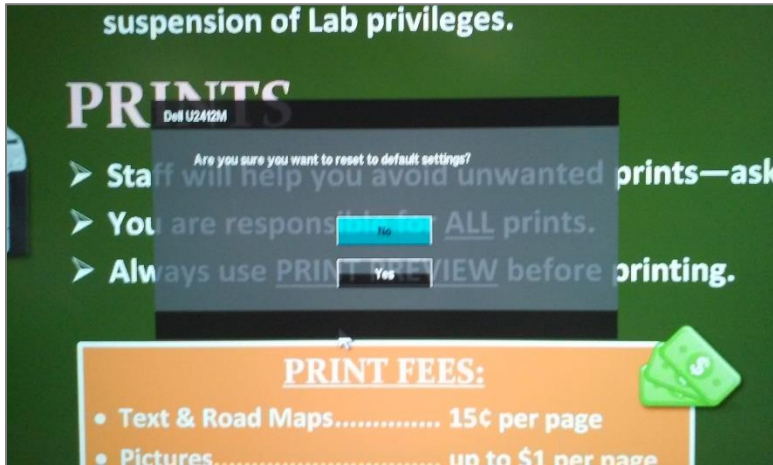 suspension of Lab privileges.
PRINTS
Dell U2412M
Are you sure you want to reset to default settings?
➢ Staff will help you avoid unwanted prints—ask
➢ You are responsible for ALL prints.
No
➢ Always use PRINT PREVIEW before printing.
Yes
PRINT FEES:
• Text & Road Maps.............. 15¢ per page
• Pictures................................ up to $1 per page
$